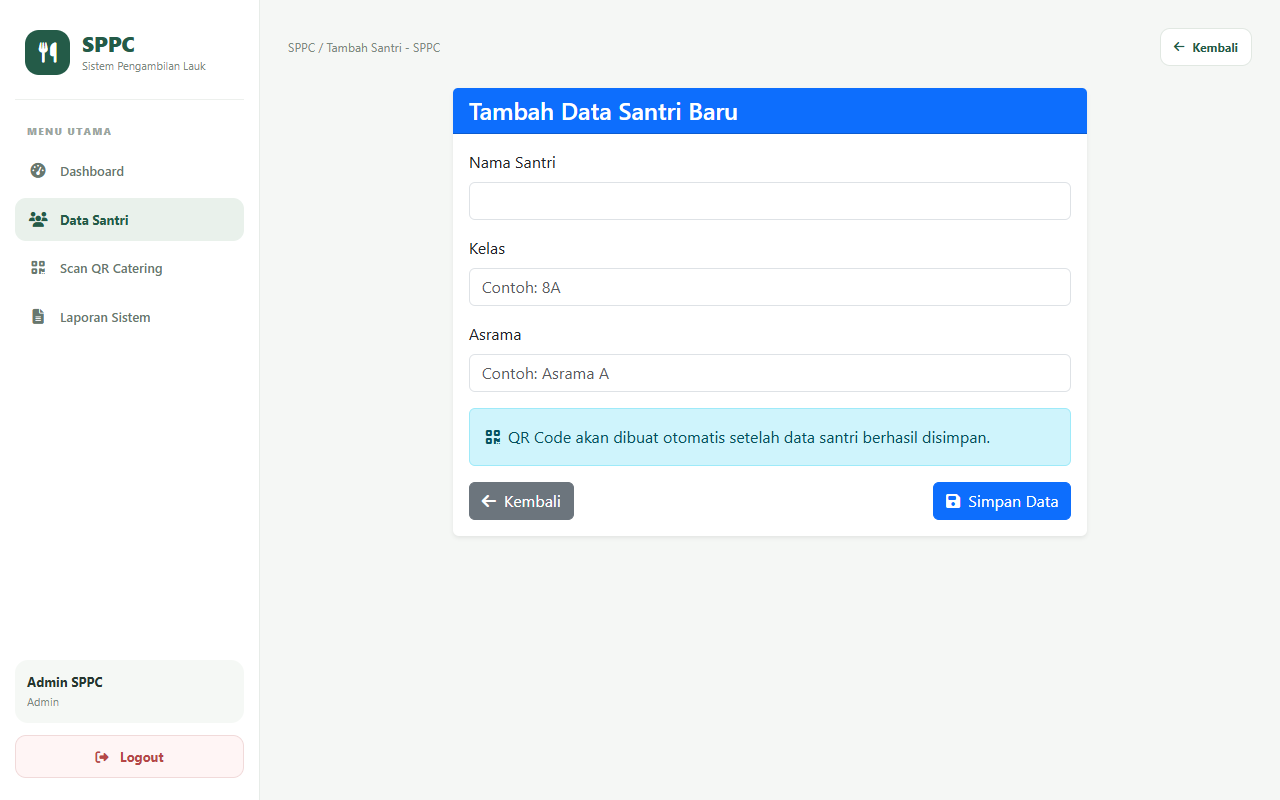 SPPC
Sistem Pengambilan Lauk
MENU UTAMA
Dashboard
Data Santri
Scan QR Catering
Laporan Sistem
Admin SPPC
Admin
Logout
SPPC / Tambah Santri - SPPC
Kembali
Tambah Data Santri Baru
Nama Santri
Kelas
Contoh: 8A
Asrama
Contoh: Asrama A
QR Code akan dibuat otomatis setelah data santri berhasil disimpan.
Kembali
Simpan Data